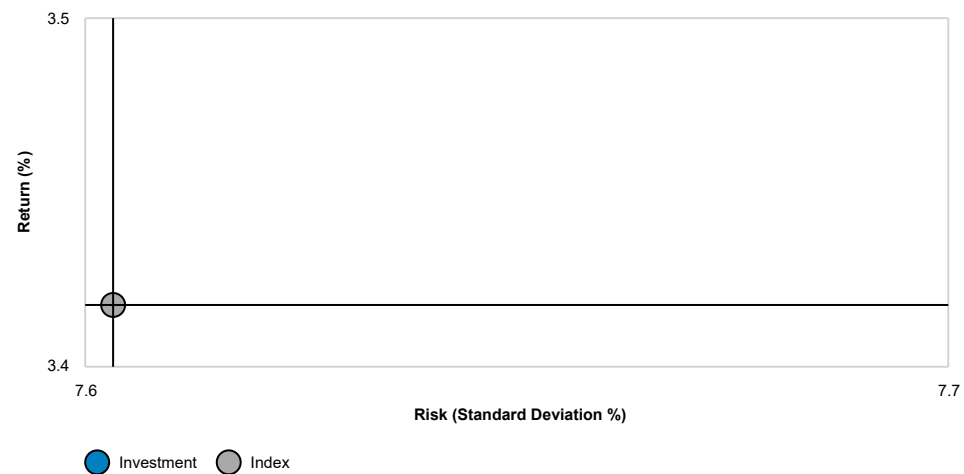 3.5
Return (%)
3.4
7.6
7.7
Risk (Standard Deviation %)
Investment Index